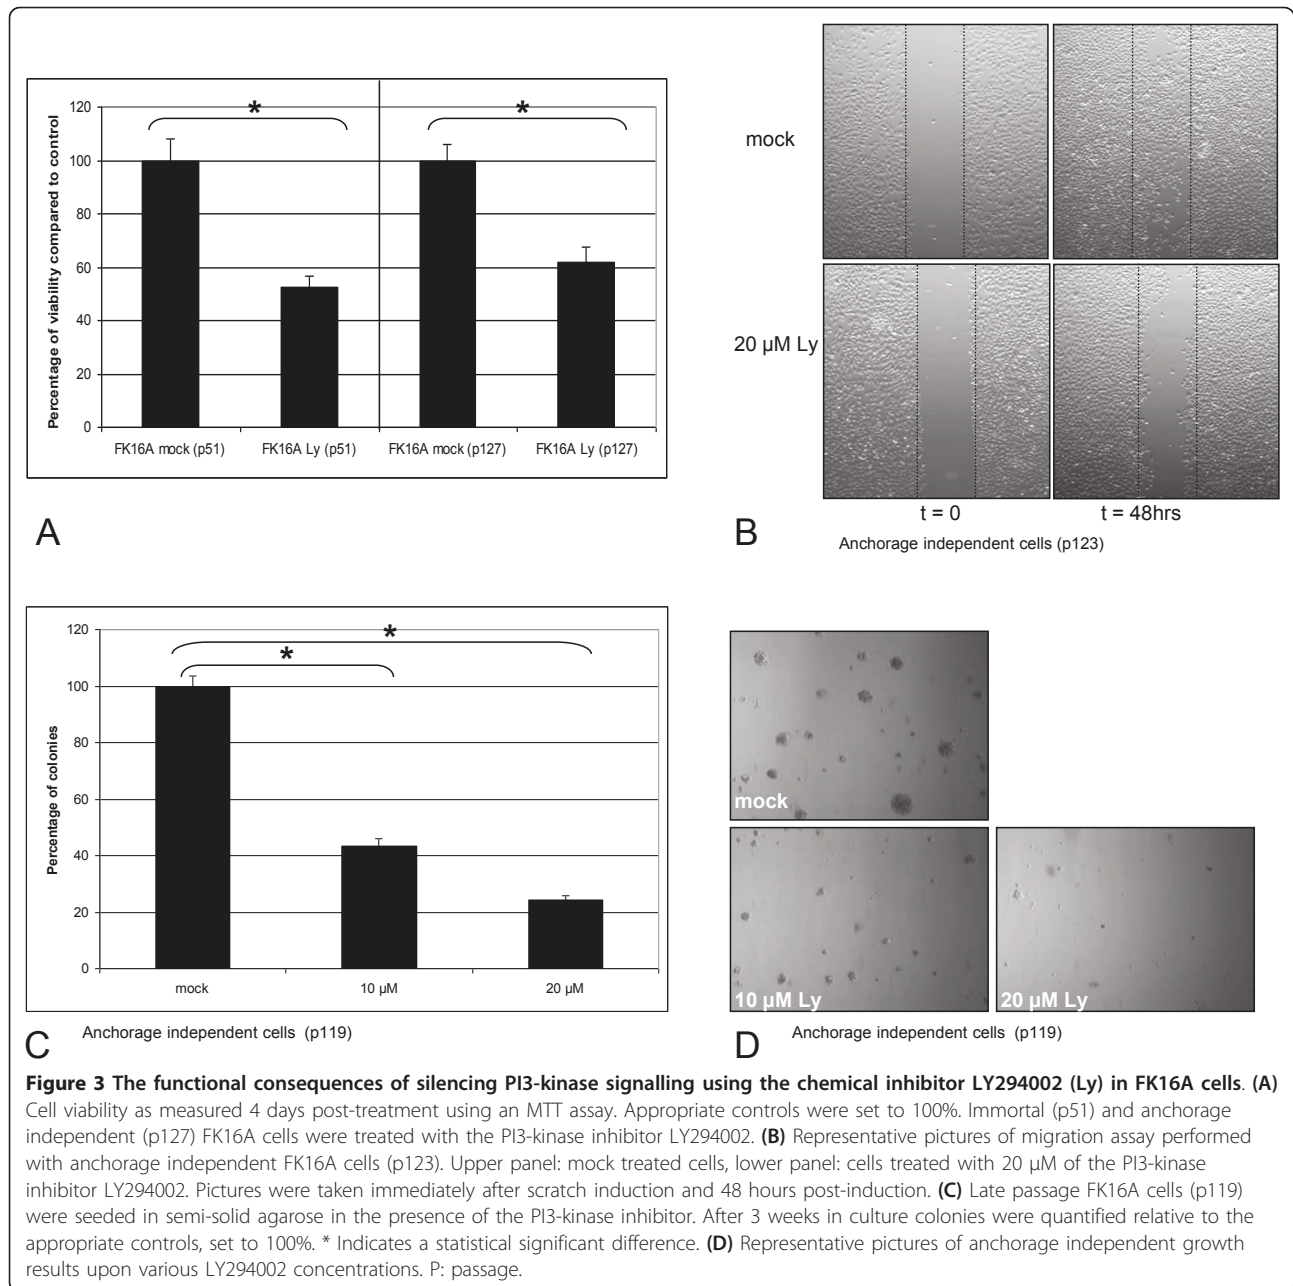 120
100
80
60
40
20
0
Percentage of viability compared to control
*
*
FK16A mock (p51)
FK16A Ly (p51)
FK16A mock (p127)
FK16A Ly (p127)
A
mock
20 µM Ly
t = 0
t = 48hrs
B
Anchorage independent cells (p123)
120
100
80
60
40
20
0
Percentage of colonies
*
*
mock
10 µM
20 µM
C
Anchorage independent cells (p119)
mock
10 µM Ly
20 µM Ly
D
Anchorage independent cells (p119)
Figure 3 The functional consequences of silencing PI3-kinase signalling using the chemical inhibitor LY294002 (Ly) in FK16A cells. (A)
Cell viability as measured 4 days post-treatment using an MTT assay. Appropriate controls were set to 100%. Immortal (p51) and anchorage
independent (p127) FK16A cells were treated with the PI3-kinase inhibitor LY294002. (B) Representative pictures of migration assay performed
with anchorage independent FK16A cells (p123). Upper panel: mock treated cells, lower panel: cells treated with 20 µM of the PI3-kinase
inhibitor LY294002. Pictures were taken immediately after scratch induction and 48 hours post-induction. (C) Late passage FK16A cells (p119)
were seeded in semi-solid agarose in the presence of the PI3-kinase inhibitor. After 3 weeks in culture colonies were quantified relative to the
appropriate controls, set to 100%. * Indicates a statistical significant difference. (D) Representative pictures of anchorage independent growth
results upon various LY294002 concentrations. P: passage.